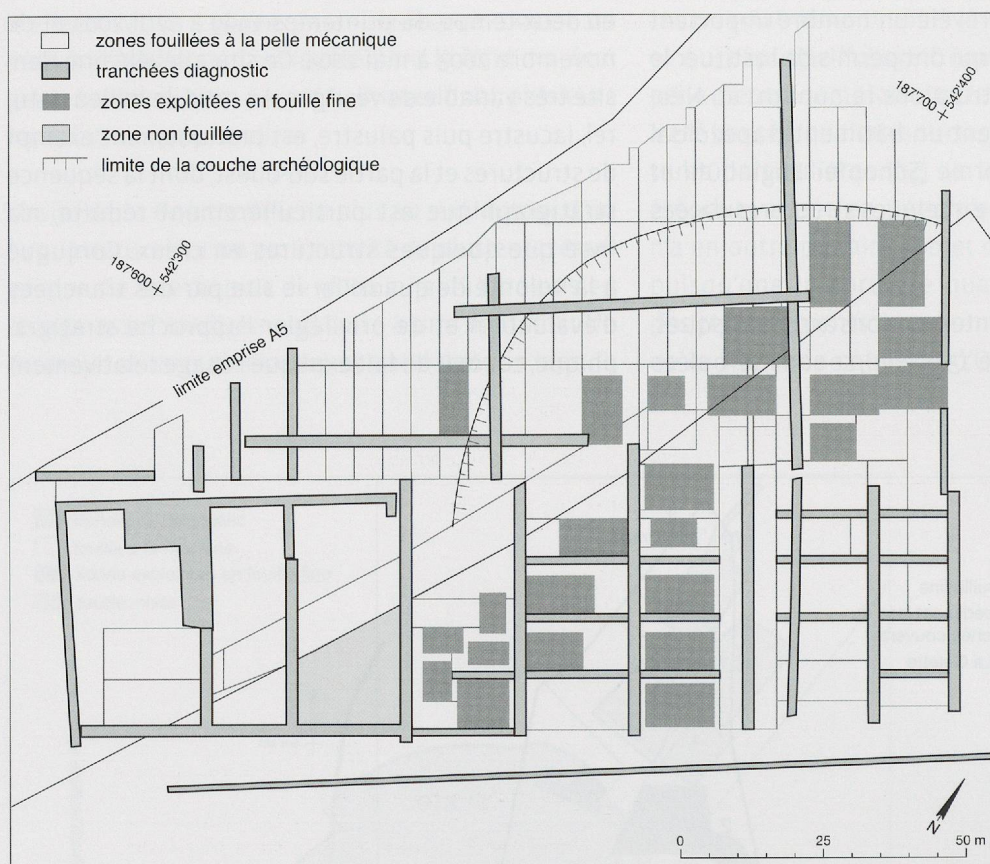 zones fouillées à la pelle mécanique
tranchées diagnostic
zones exploitées en fouille fine
zone non fouillée
limite de la couche archéologique
187'700 + 542'400
187'600 + 542'300
limite emprise A5
N
0 25 50 m